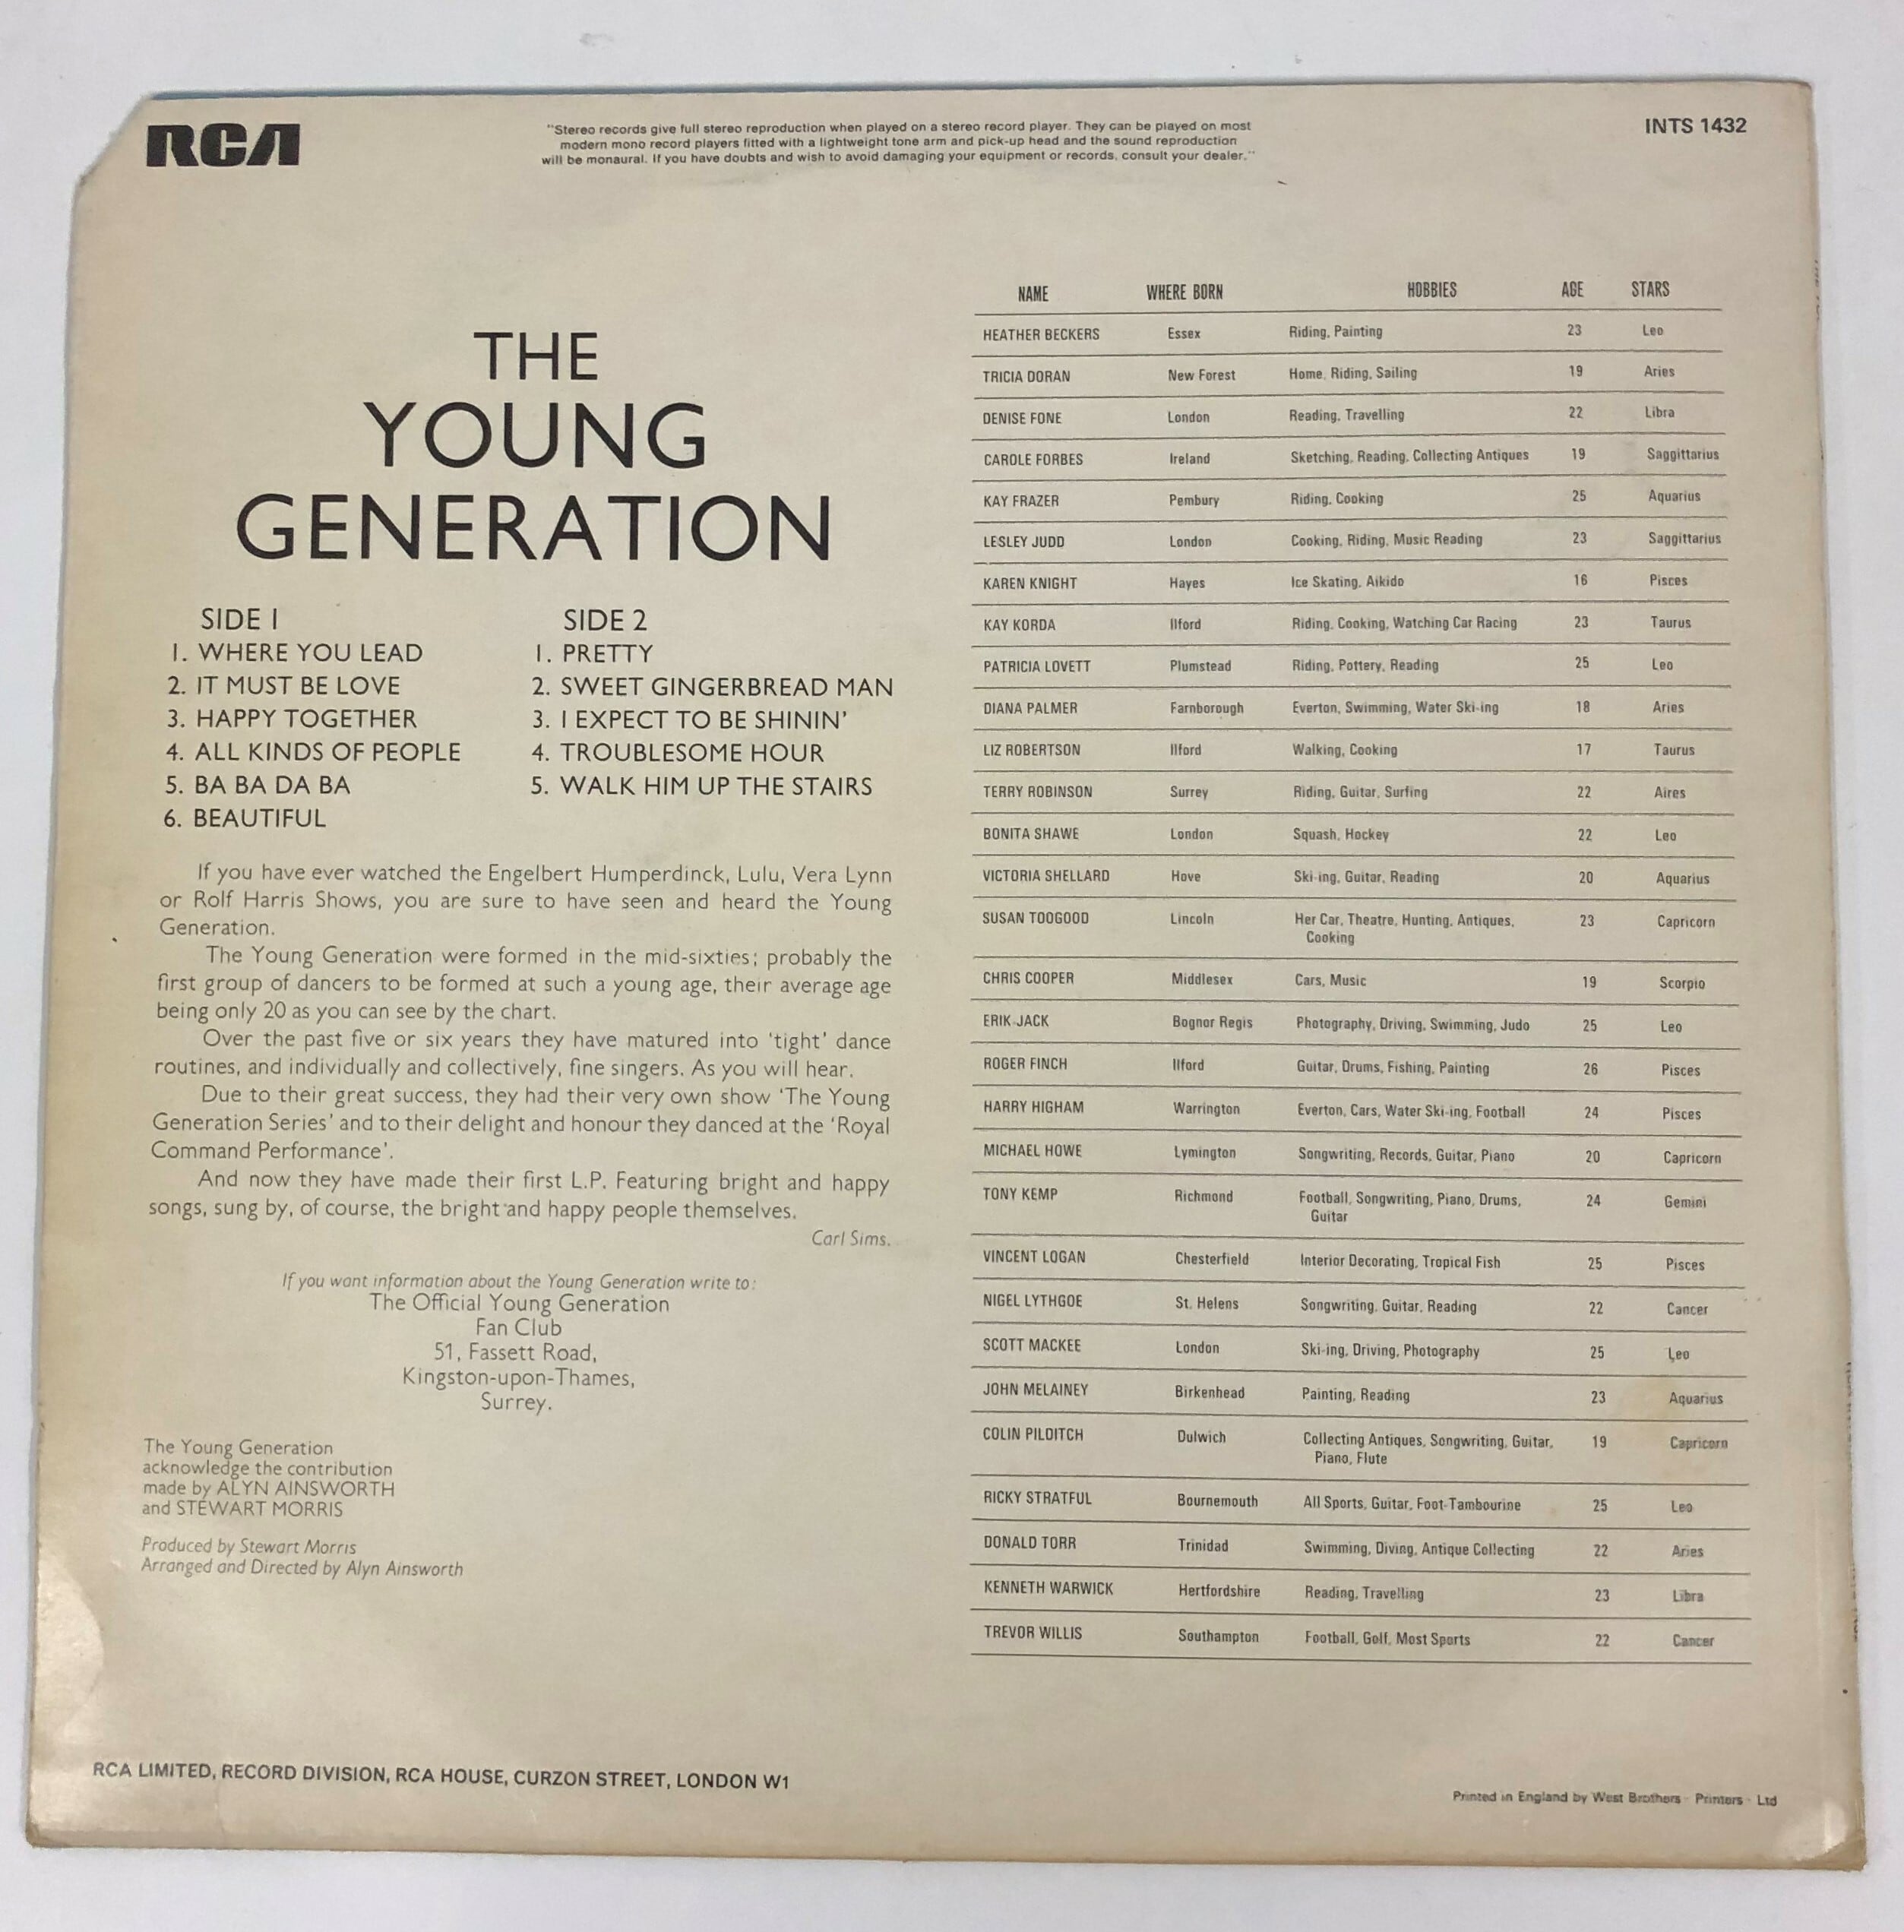 RCA
"Stereo records give full stereo reproduction when played on a stereo record player. They can be played on most
modern mono record players fitted with a lightweight tone arm and pick-up head and the sound reproduction
will be monaural. If you have doubts and wish to avoid damaging your equipment or records, consult your dealer."
INTS 1432
THE
YOUNG
GENERATION
SIDE 1
1. WHERE YOU LEAD
2. IT MUST BE LOVE
3. HAPPY TOGETHER
4. ALL KINDS OF PEOPLE
5. BA BA DA BA
6. BEAUTIFUL
SIDE 2
1. PRETTY
2. SWEET GINGERBREAD MAN
3. I EXPECT TO BE SHININ'
4. TROUBLESOME HOUR
5. WALK HIM UP THE STAIRS
If you have ever watched the Engelbert Humperdinck, Lulu, Vera Lynn
or Rolf Harris Shows, you are sure to have seen and heard the Young
Generation.
The Young Generation were formed in the mid-sixties; probably the
first group of dancers to be formed at such a young age, their average age
being only 20 as you can see by the chart.
Over the past five or six years they have matured into 'tight' dance
routines, and individually and collectively, fine singers. As you will hear.
Due to their great success, they had their very own show 'The Young
Generation Series' and to their delight and honour they danced at the 'Royal
Command Performance'.
And now they have made their first L.P. Featuring bright and happy
songs, sung by, of course, the bright and happy people themselves.
Carl Sims.
If you want information about the Young Generation write to:
The Official Young Generation
Fan Club
51, Fassett Road,
Kingston-upon-Thames,
Surrey.
The Young Generation
acknowledge the contribution
made by ALYN AINSWORTH
and STEWART MORRIS
Produced by Stewart Morris
Arranged and Directed by Alyn Ainsworth
NAME WHERE BORN HOBBIES AGE STARS
HEATHER BECKERS Essex Riding, Painting 23 Leo
TRICIA DORAN New Forest Home, Riding, Sailing 19 Aries
DENISE FONE London Reading, Travelling 22 Libra
CAROLE FORBES Ireland Sketching, Reading, Collecting Antiques 19 Saggittarius
KAY FRAZER Pembury Riding, Cooking 25 Aquarius
LESLEY JUDD London Cooking, Riding, Music Reading 23 Saggittarius
KAREN KNIGHT Hayes Ice Skating, Aikido 16 Pisces
KAY KORDA Ilford Riding, Cooking, Watching Car Racing 23 Taurus
PATRICIA LOVETT Plumstead Riding, Pottery, Reading 25 Leo
DIANA PALMER Farnborough Everton, Swimming, Water Ski-ing 18 Aries
LIZ ROBERTSON Ilford Walking, Cooking 17 Taurus
TERRY ROBINSON Surrey Riding, Guitar, Surfing 22 Aires
BONITA SHAWE London Squash, Hockey 22 Leo
VICTORIA SHELLARD Hove Ski-ing, Guitar, Reading 20 Aquarius
SUSAN TOOGOOD Lincoln Her Car, Theatre, Hunting, Antiques, 23 Capricorn
Cooking
CHRIS COOPER Middlesex Cars, Music 19 Scorpio
ERIK JACK Bognor Regis Photography, Driving, Swimming, Judo 25 Leo
ROGER FINCH Ilford Guitar, Drums, Fishing, Painting 26 Pisces
HARRY HIGHAM Warrington Everton, Cars, Water Ski-ing, Football 24 Pisces
MICHAEL HOWE Lymington Songwriting, Records, Guitar, Piano 20 Capricorn
TONY KEMP Richmond Football, Songwriting, Piano, Drums, 24 Gemini
Guitar
VINCENT LOGAN Chesterfield Interior Decorating, Tropical Fish 25 Pisces
NIGEL LYTHGOE St. Helens Songwriting, Guitar, Reading 22 Cancer
SCOTT MACKEE London Ski-ing, Driving, Photography 25 Leo
JOHN MELAINEY Birkenhead Painting, Reading 23 Aquarius
COLIN PILDITCH Dulwich Collecting Antiques, Songwriting, Guitar, 19 Capricorn
Piano, Flute
RICKY STRATFUL Bournemouth All Sports, Guitar, Foot-Tambourine 25 Leo
DONALD TORR Trinidad Swimming, Diving, Antique Collecting 22 Aries
KENNETH WARWICK Hertfordshire Reading, Travelling 23 Libra
TREVOR WILLIS Southampton Football, Golf, Most Sports 22 Cancer
RCA LIMITED, RECORD DIVISION, RCA HOUSE, CURZON STREET, LONDON W1
Printed in England by West Brothers - Printers - Ltd